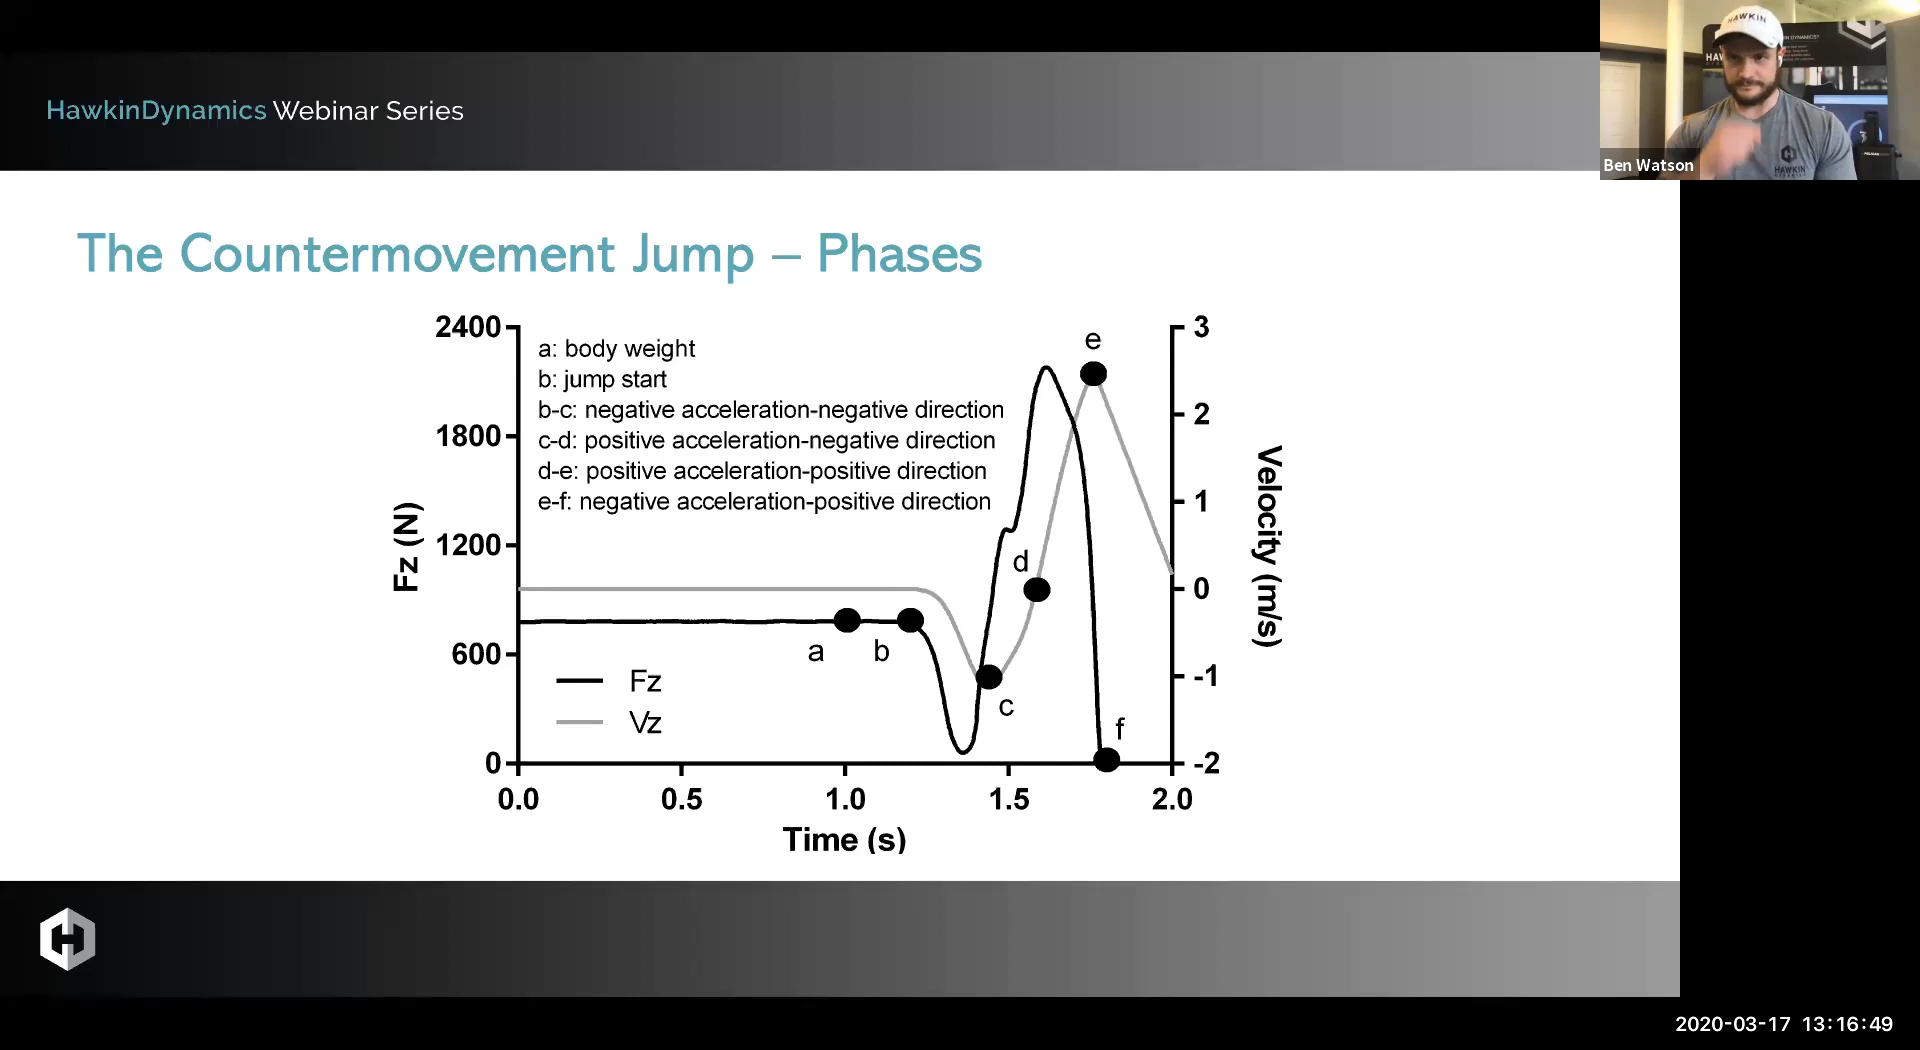 HawkinDynamics Webinar Series
HAWKIN
Ben Watson
HAWKIN
The Countermovement Jump – Phases
a: body weight
b: jump start
b-c: negative acceleration-negative direction
c-d: positive acceleration-negative direction
d-e: positive acceleration-positive direction
e-f: negative acceleration-positive direction
2400
1800
1200
600
0
Fz (N)
3
2
1
0
-1
-2
Velocity (m/s)
a
b
c
d
e
f
Fz
Vz
0.0 0.5 1.0 1.5 2.0
Time (s)
2020-03-17 13:16:49